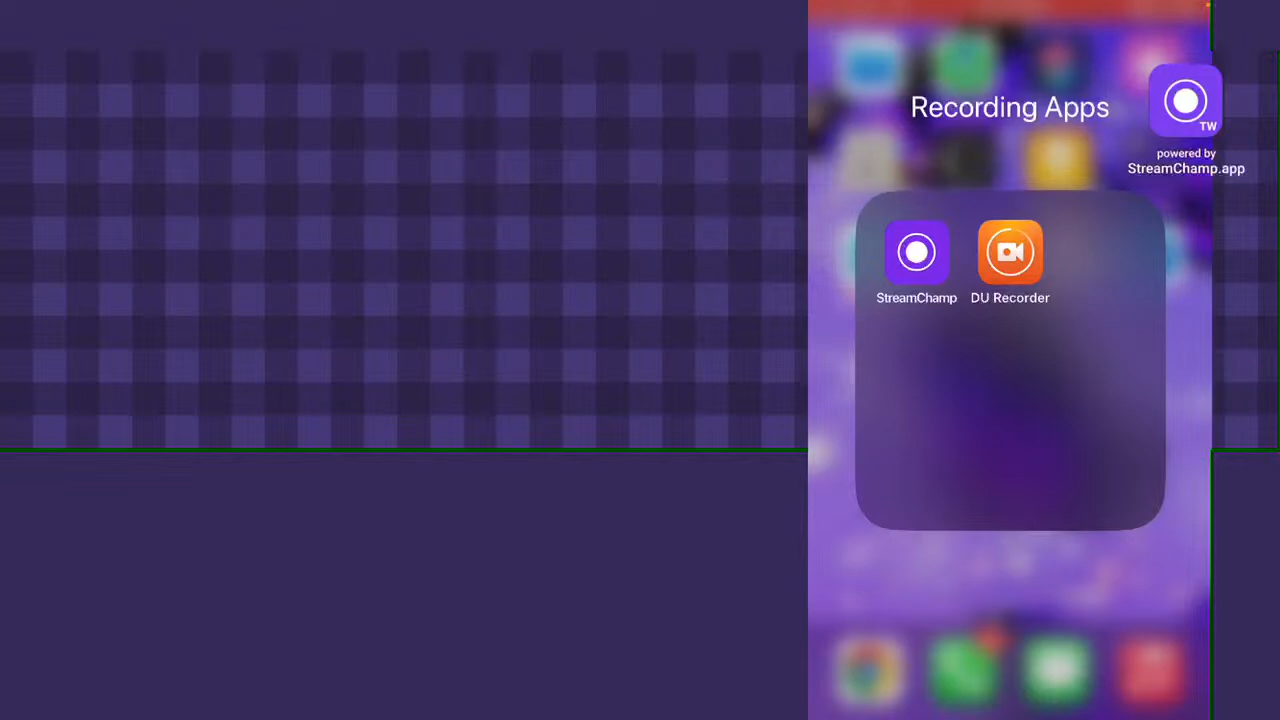 Recording Apps
TW
powered by
StreamChamp.app
StreamChamp
DU Recorder